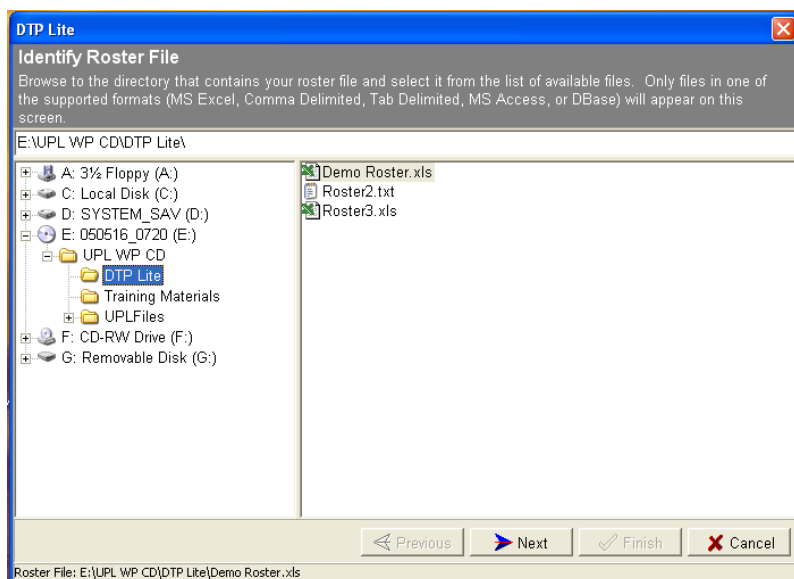 DTP Lite
Identify Roster File
Browse to the directory that contains your roster file and select it from the list of available files. Only files in one of
the supported formats (MS Excel, Comma Delimited, Tab Delimited, MS Access, or DBase) will appear on this
screen.
E:\UPL WP CD\DTP Lite\
A: 3½ Floppy (A:)
C: Local Disk (C:)
D: SYSTEM_SAV (D:)
E: 050516_0720 (E:)
UPL WP CD
DTP Lite
Training Materials
UPLFiles
F: CD-RW Drive (F:)
G: Removable Disk (G:)
Demo Roster.xls
Roster2.txt
Roster3.xls
Previous Next Finish Cancel
Roster File: E:\UPL WP CD\DTP Lite\Demo Roster.xls